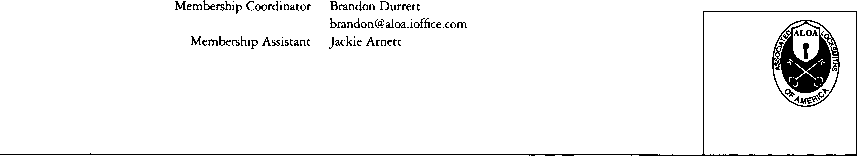 Membership Coordinator Brandon Durrett
brandon@aloa.ioffice.com
Membership Assistant Jackie Arnett
ALOA
ASSOCIATED LOCKSMITHS
OF AMERICA